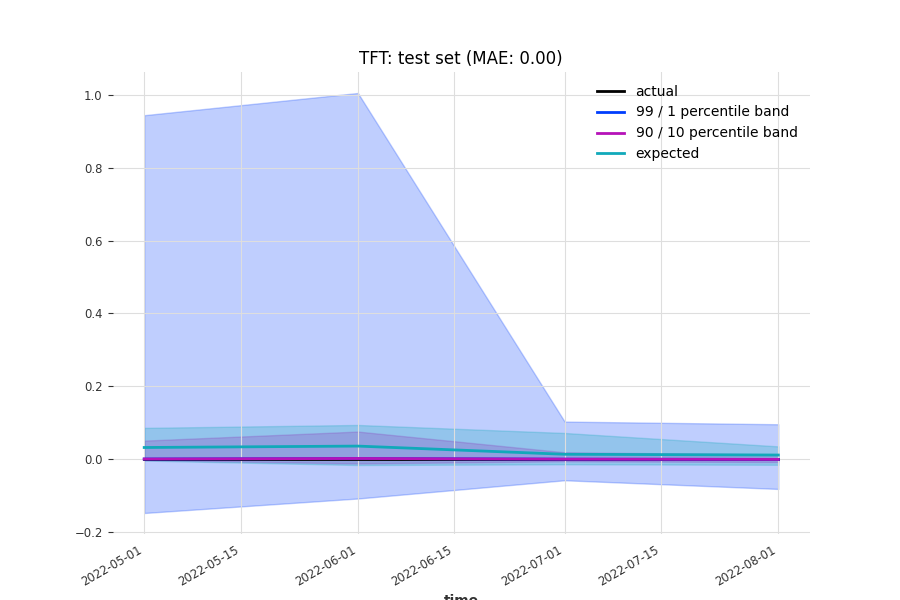 TFT: test set (MAE: 0.00)
actual
99 / 1 percentile band
90 / 10 percentile band
expected
1.0
0.8
0.6
0.4
0.2
0.0
−0.2
2022-05-01
2022-05-15
2022-06-01
2022-06-15
2022-07-01
2022-07-15
2022-08-01
time